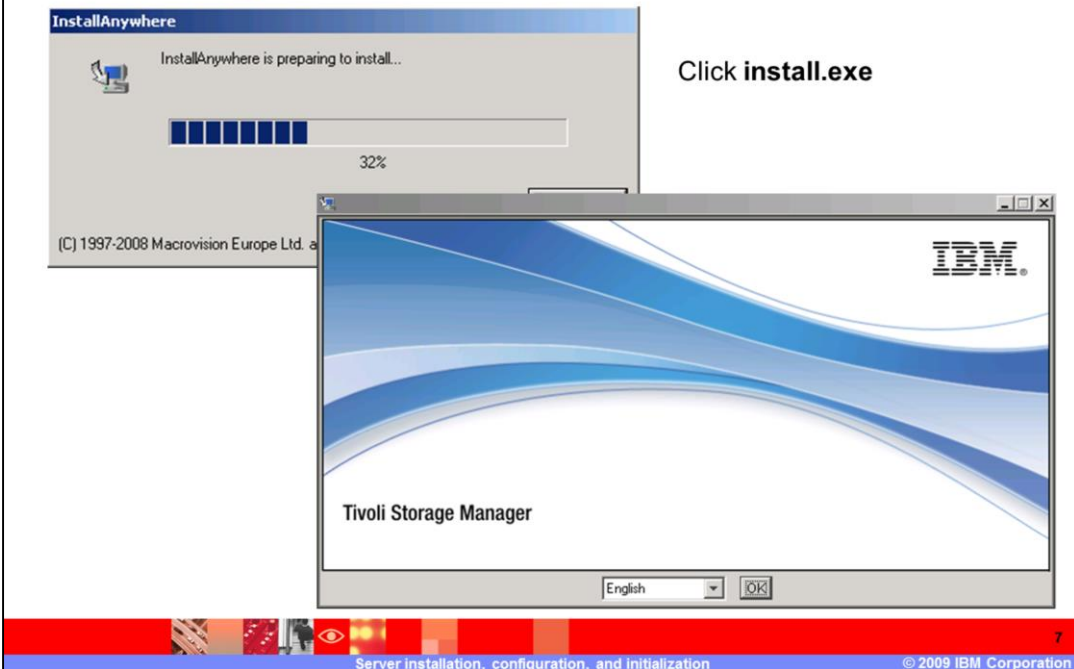 InstallAnywhere
InstallAnywhere is preparing to install...
32%
(C) 1997-2008 Macrovision Europe Ltd. a
Click install.exe
IBM®
Tivoli Storage Manager
English
OK
7
Server installation, configuration, and initialization
© 2009 IBM Corporation